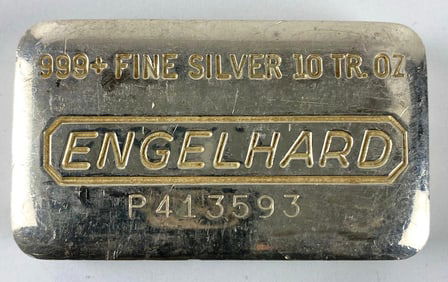 999+ FINE SILVER 10 TR. OZ
ENGELHARD
P413593